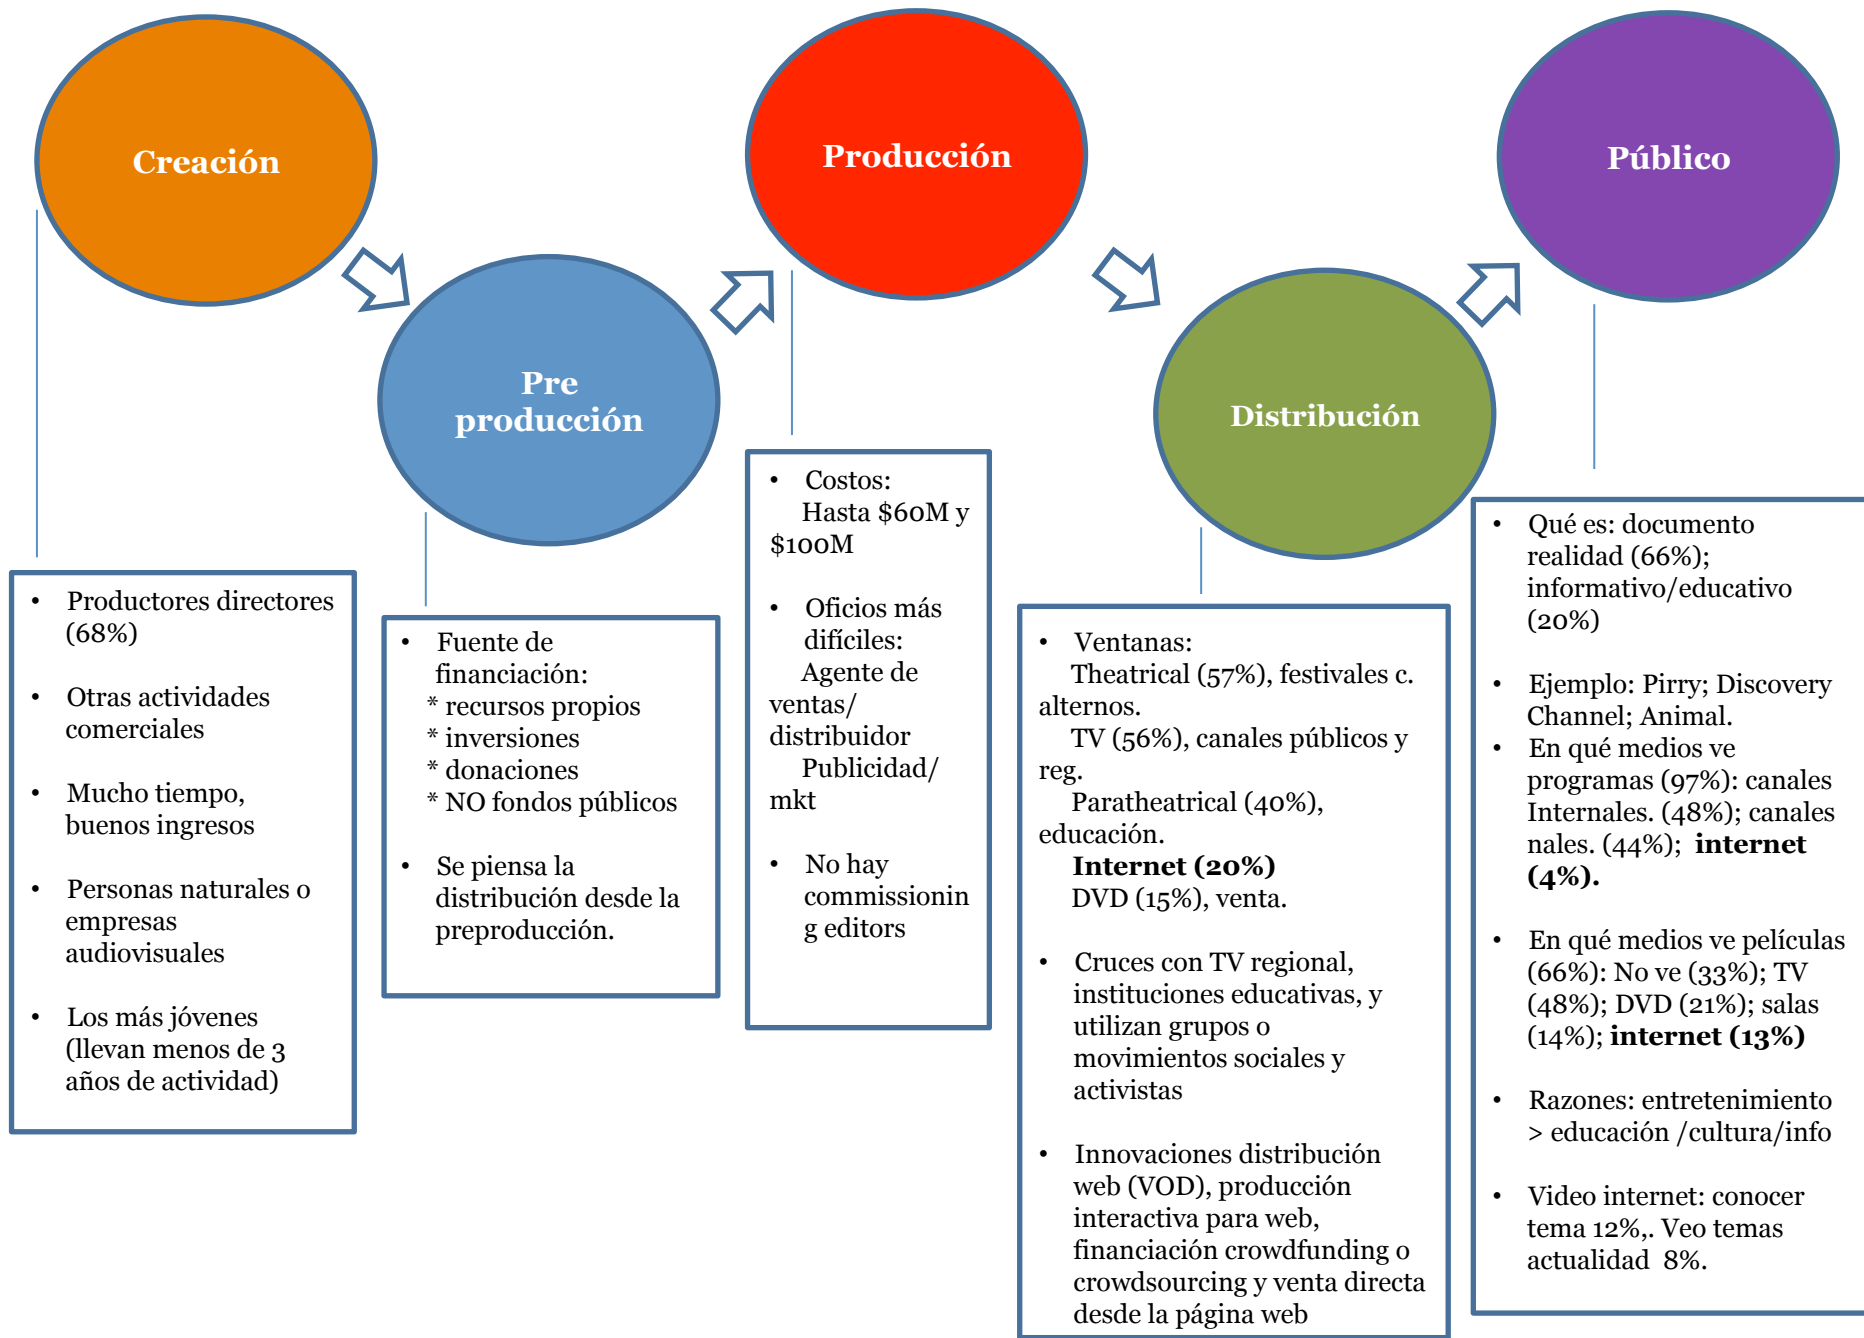 Creación
Pre
producción
Producción
Distribución
Público
• Productores directores
(68%)
• Otras actividades
comerciales
• Mucho tiempo,
buenos ingresos
• Personas naturales o
empresas
audiovisuales
• Los más jóvenes
(llevan menos de 3
años de actividad)
• Fuente de
financiación:
* recursos propios
* inversiones
* donaciones
* NO fondos públicos
• Se piensa la
distribución desde la
preproducción.
• Costos:
Hasta $60M y
$100M
• Oficios más
difíciles:
Agente de
ventas/
distribuidor
Publicidad/
mkt
• No hay
commissionin
g editors
• Ventanas:
Theatrical (57%), festivales c.
alternos.
TV (56%), canales públicos y
reg.
Paratheatrical (40%),
educación.
Internet (20%)
DVD (15%), venta.
• Cruces con TV regional,
instituciones educativas, y
utilizan grupos o
movimientos sociales y
activistas
• Innovaciones distribución
web (VOD), producción
interactiva para web,
financiación crowdfunding o
crowdsourcing y venta directa
desde la página web
• Qué es: documento
realidad (66%);
informativo/educativo
(20%)
• Ejemplo: Pirry; Discovery
Channel; Animal.
• En qué medios ve
programas (97%): canales
Internales. (48%); canales
nales. (44%); internet
(4%).
• En qué medios ve películas
(66%): No ve (33%); TV
(48%); DVD (21%); salas
(14%); internet (13%)
• Razones: entretenimiento
> educación /cultura/info
• Video internet: conocer
tema 12%,. Veo temas
actualidad 8%.